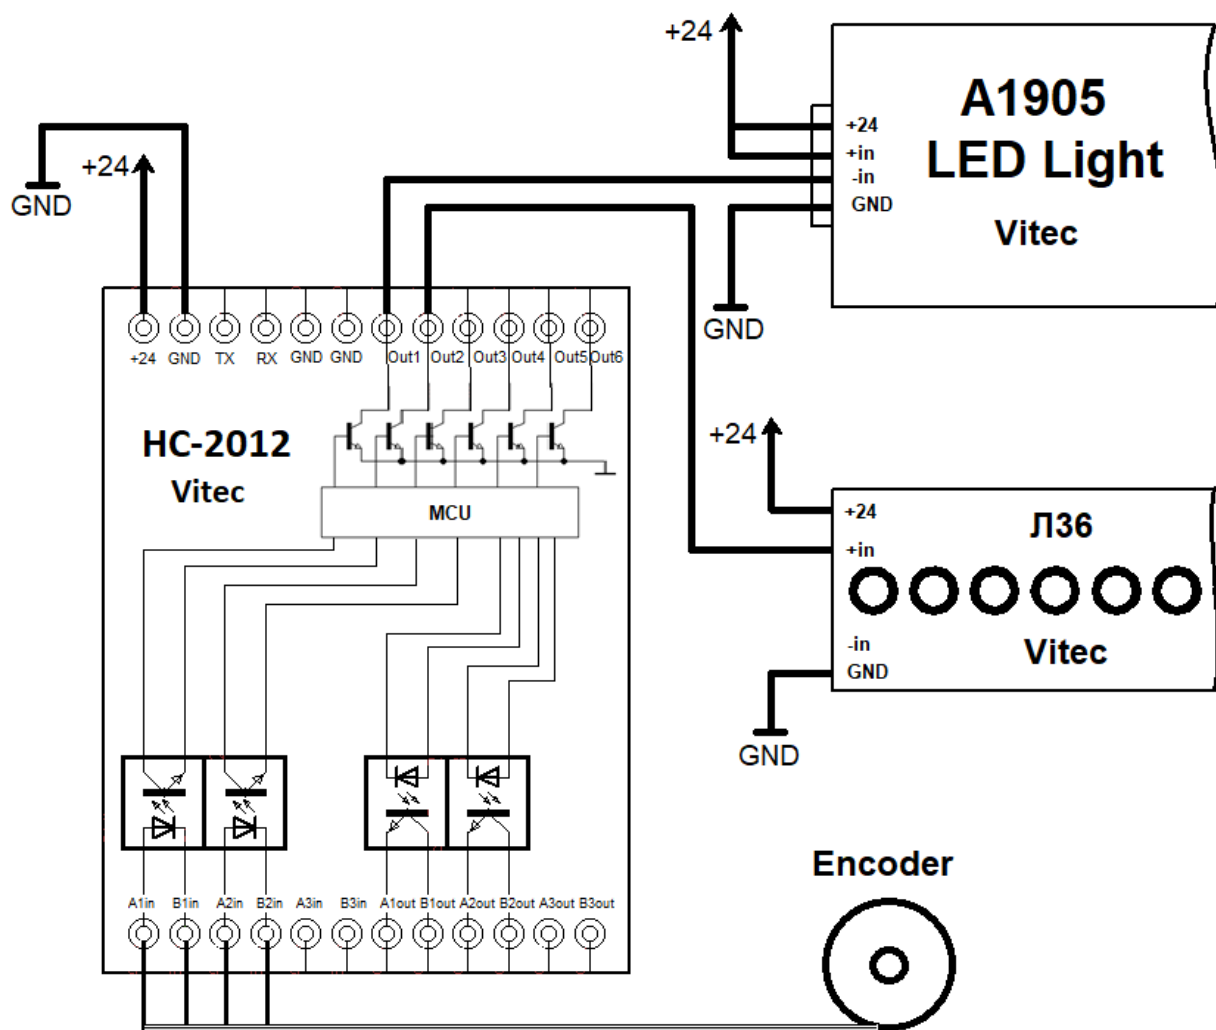 +24
A1905
+24
+in
LED Light
-in
GND
Vitec
+24
GND
GND
+24 GND TX RX GND GND Out1 Out2 Out3 Out4 Out5 Out6
HC-2012
Vitec
MCU
+24
+24
Л36
+in
-in
Vitec
GND
GND
Encoder
A1in B1in A2in B2in A3in B3in A1out B1out A2out B2out A3out B3out